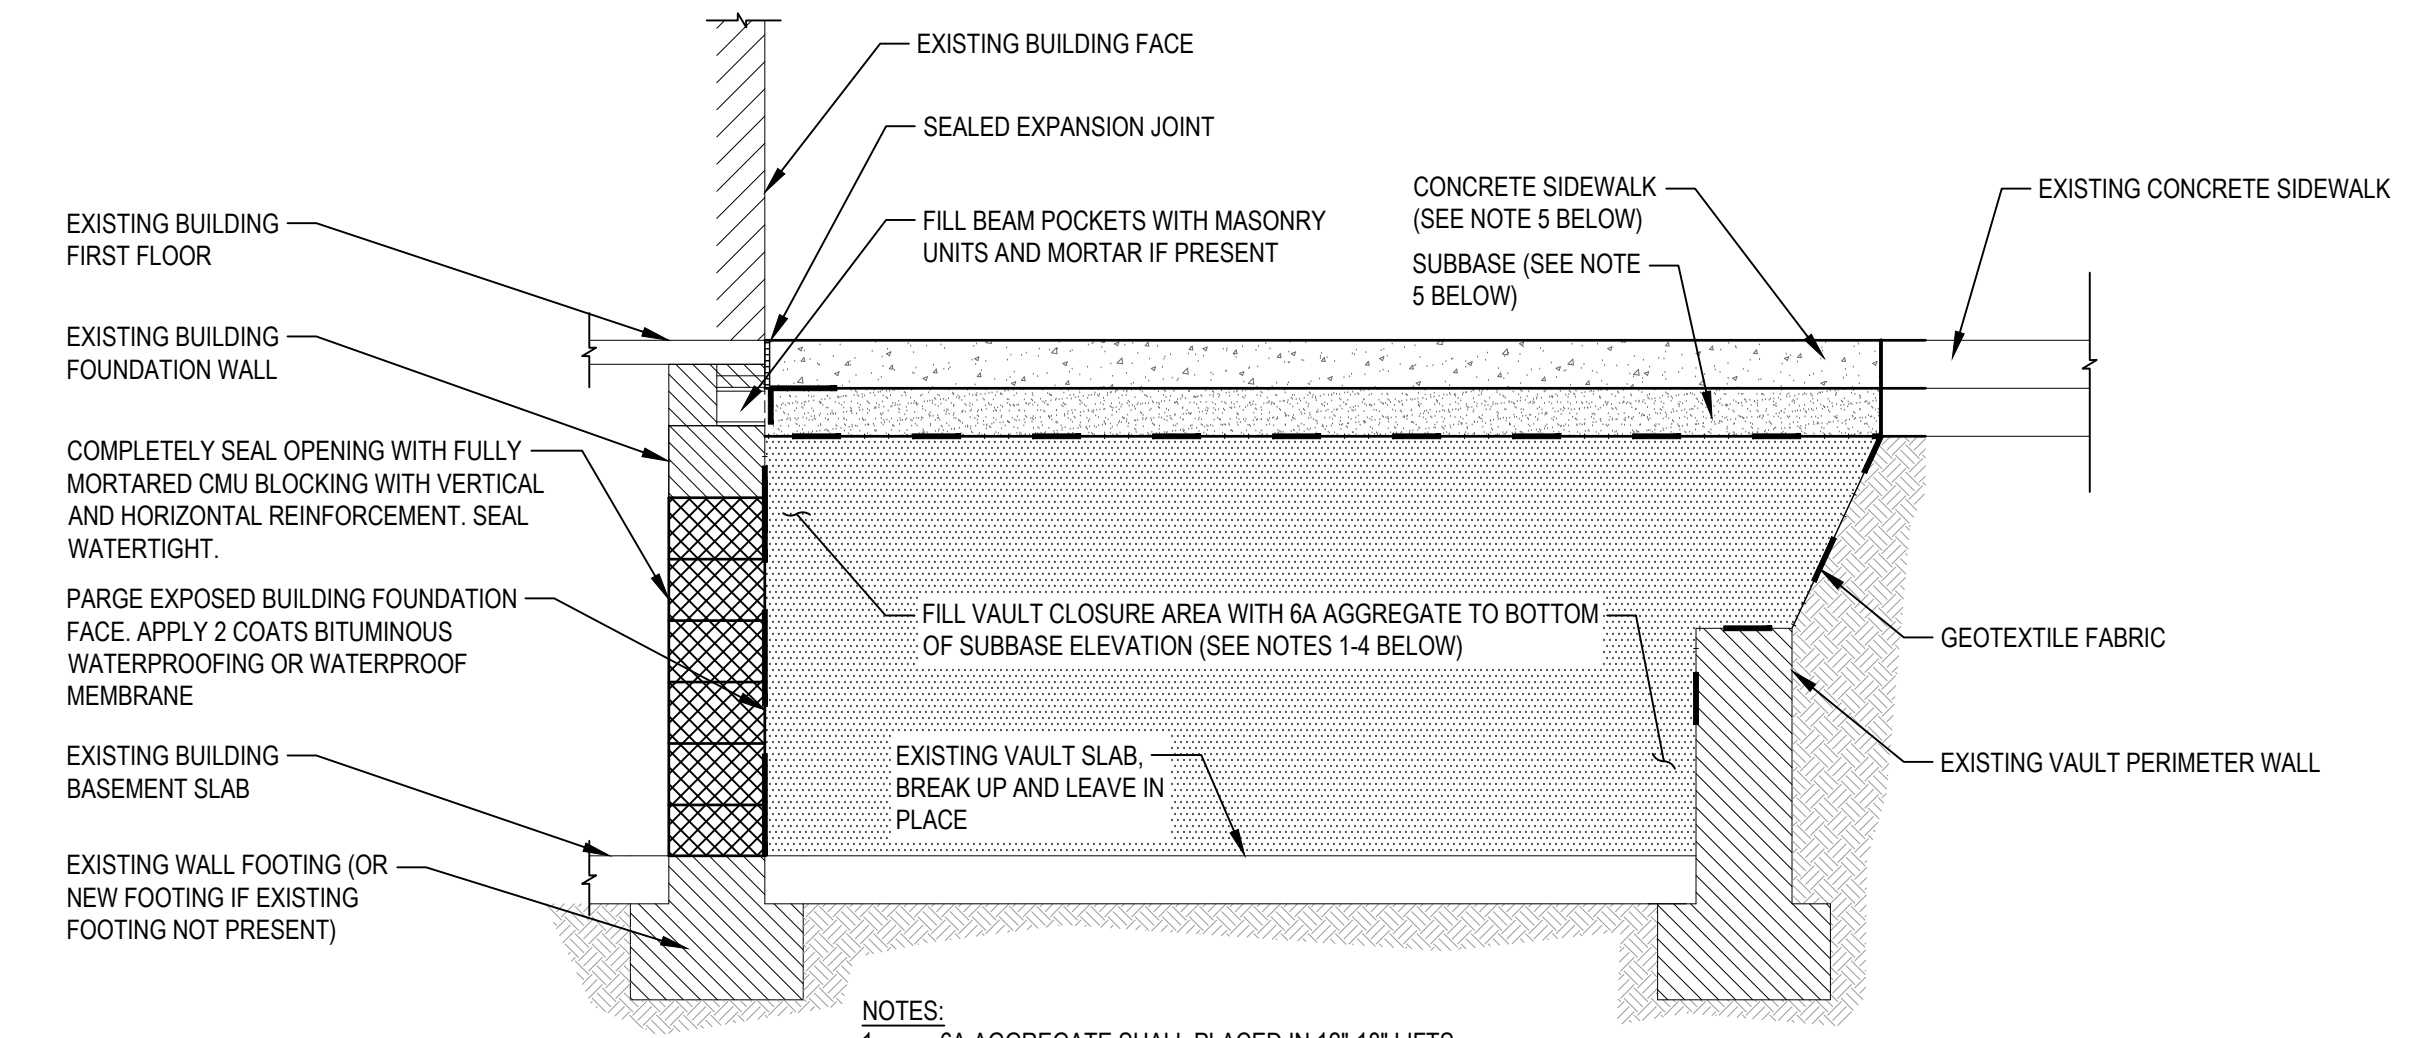 EXISTING BUILDING FACE
SEALED EXPANSION JOINT
FILL BEAM POCKETS WITH MASONRY
UNITS AND MORTAR IF PRESENT
CONCRETE SIDEWALK
(SEE NOTE 5 BELOW)
SUBBASE (SEE NOTE
5 BELOW)
EXISTING CONCRETE SIDEWALK
EXISTING BUILDING
FIRST FLOOR
EXISTING BUILDING
FOUNDATION WALL
COMPLETELY SEAL OPENING WITH FULLY
MORTARED CMU BLOCKING WITH VERTICAL
AND HORIZONTAL REINFORCEMENT. SEAL
WATERTIGHT.
PARGE EXPOSED BUILDING FOUNDATION
FACE. APPLY 2 COATS BITUMINOUS
WATERPROOFING OR WATERPROOF
MEMBRANE
EXISTING BUILDING
BASEMENT SLAB
EXISTING WALL FOOTING (OR
NEW FOOTING IF EXISTING
FOOTING NOT PRESENT)
FILL VAULT CLOSURE AREA WITH 6A AGGREGATE TO BOTTOM
OF SUBBASE ELEVATION (SEE NOTES 1-4 BELOW)
EXISTING VAULT SLAB,
BREAK UP AND LEAVE IN
PLACE
GEOTEXTILE FABRIC
EXISTING VAULT PERIMETER WALL
NOTES:
6A AGGREGATE SHALL PLACED IN LIFTS